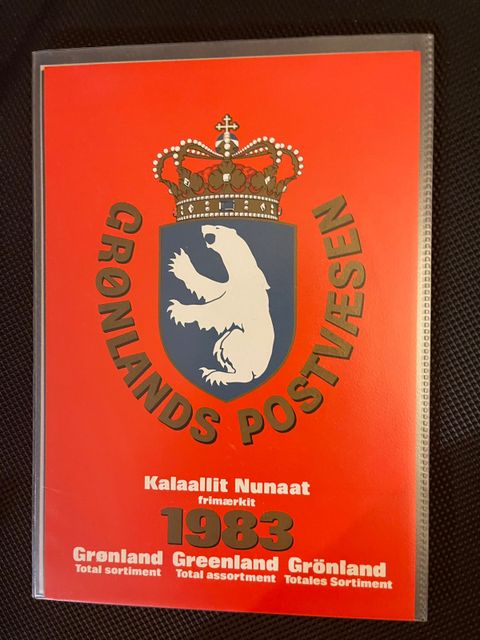 GRØNLANDS POSTVÆSEN
Kalaallit Nunaat
frimærkit
1983
Grønland Greenland Grönland
Total sortiment Total assortment Totales Sortiment